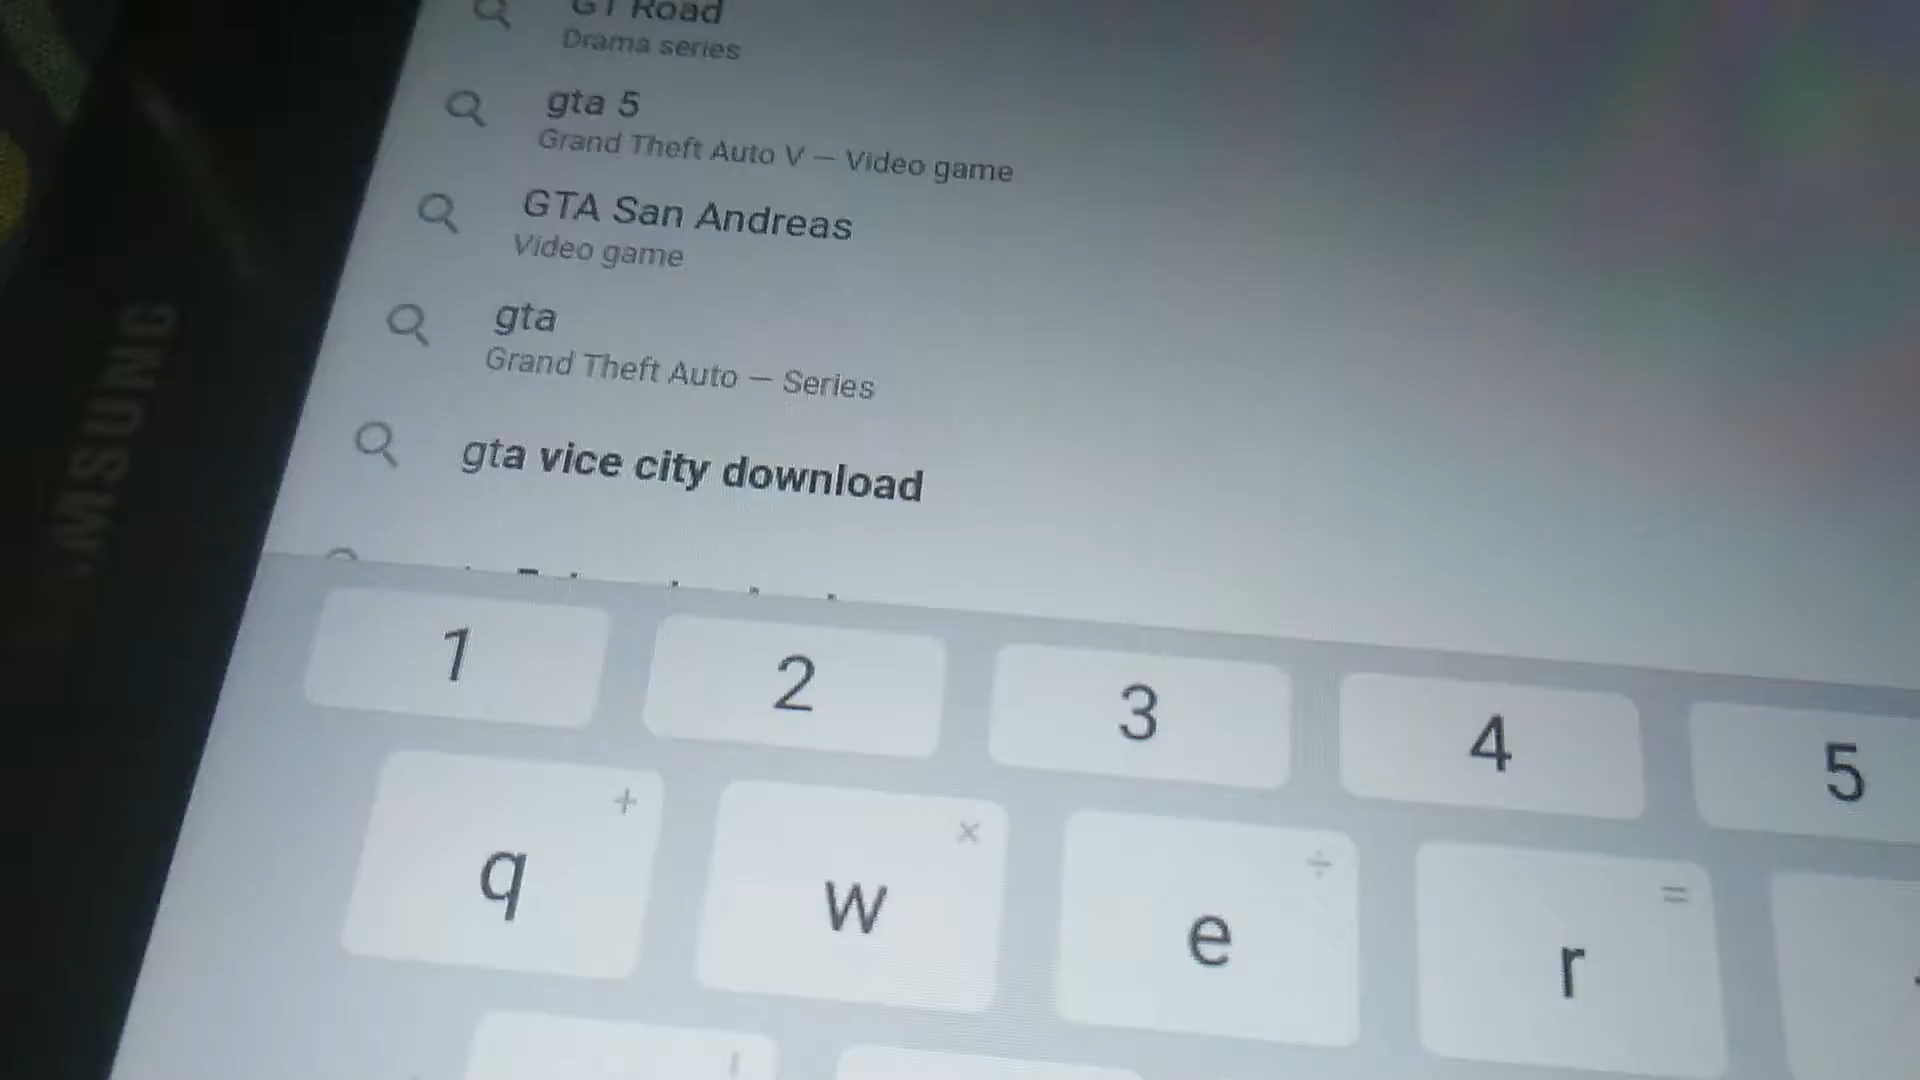 GT Road
Drama series
gta 5
Grand Theft Auto V — Video game
GTA San Andreas
Video game
gta
Grand Theft Auto — Series
gta vice city download
SAMSUNG
1 2 3 4 5
+ × ÷ =
q w e r